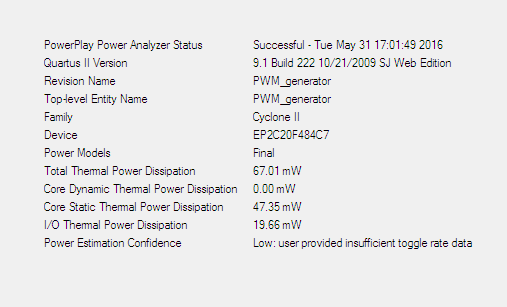 PowerPlay Power Analyzer Status Successful - Tue May 31 17:01:49 2016
Quartus II Version 9.1 Build 222 10/21/2009 SJ Web Edition
Revision Name PWM_generator
Top-level Entity Name PWM_generator
Family Cyclone II
Device EP2C20F484C7
Power Models Final
Total Thermal Power Dissipation 67.01 mW
Core Dynamic Thermal Power Dissipation 0.00 mW
Core Static Thermal Power Dissipation 47.35 mW
I/O Thermal Power Dissipation 19.66 mW
Power Estimation Confidence Low: user provided insufficient toggle rate data